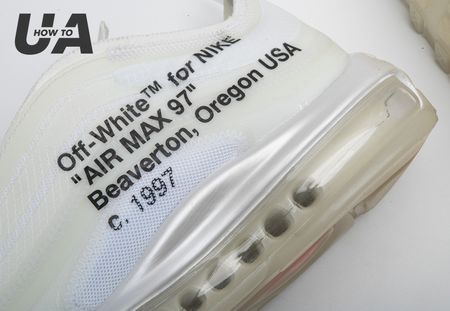 HOW TO
UA
Off-White™ for NIKE
"AIR MAX 97"
Beaverton, Oregon USA
c. 1997